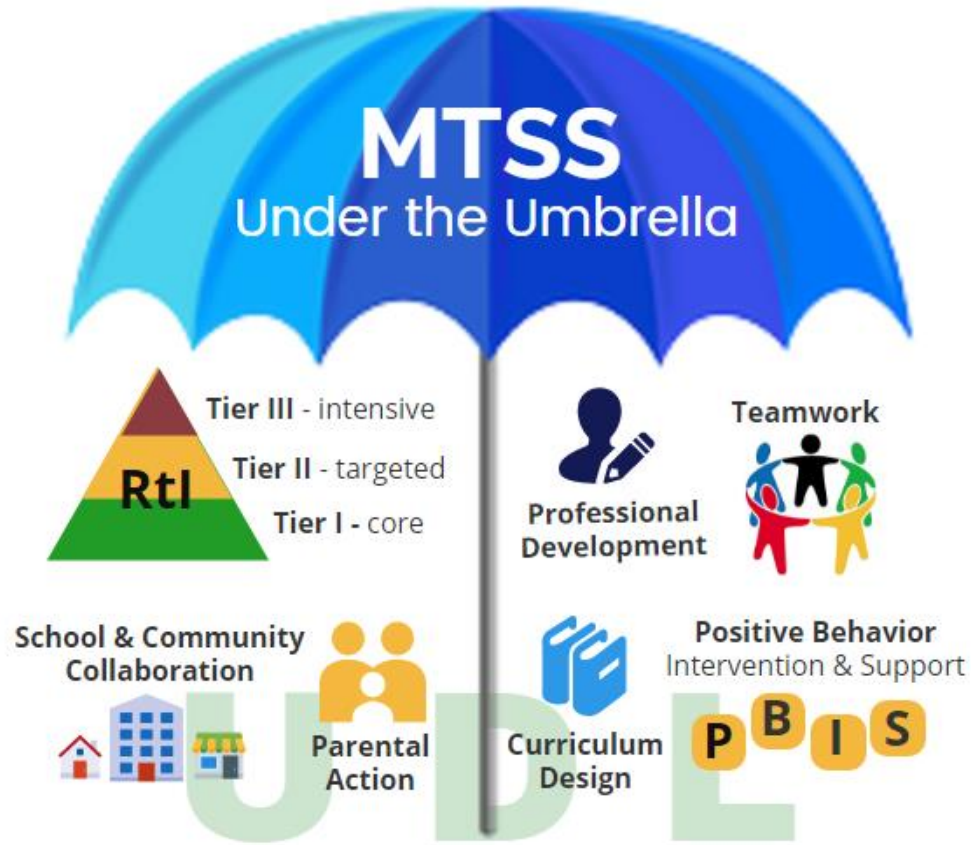 MTSS
Under the Umbrella
RtI
Tier III - intensive
Tier II - targeted
Tier I - core
Professional
Development
Teamwork
School & Community
Collaboration
Parental
Action
Curriculum
Design
Positive Behavior
Intervention & Support
P B I S
UDL